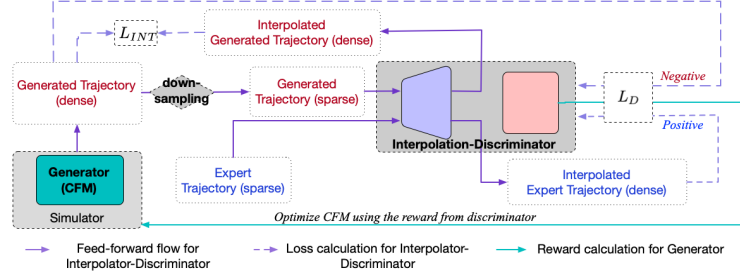 L_INT
Interpolated
Generated Trajectory (dense)
Generated Trajectory
(dense)
down-
sampling
Generated
Trajectory (sparse)
Negative
L_D
Positive
Interpolation-Discriminator
Generator
(CFM)
Simulator
Expert
Trajectory (sparse)
Interpolated
Expert Trajectory (dense)
Optimize CFM using the reward from discriminator
Feed-forward flow for
Interpolator-Discriminator
Loss calculation for Interpolator-
Discriminator
Reward calculation for Generator